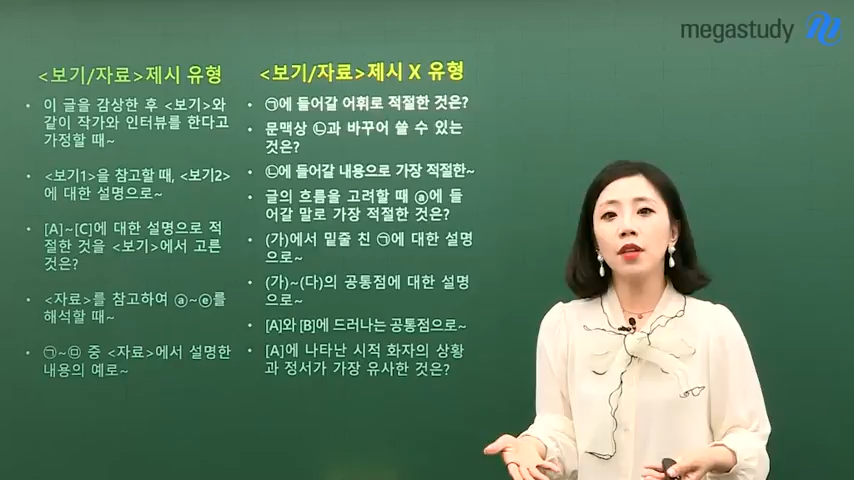 megastudy
<보기/자료>제시 유형
• 이 글을 감상한 후 <보기>와
같이 작가와 인터뷰를 한다고
가정할 때~
• <보기1>을 참고할 때, <보기2>
에 대한 설명으로~
• [A]~[C]에 대한 설명으로 적
절한 것을 <보기>에서 고른
것은?
• <자료>를 참고하여 ⓐ~ⓔ를
해석할 때~
• ㉠~㉤ 중 <자료>에서 설명한
내용의 예로~
<보기/자료>제시 X 유형
• ㉠에 들어갈 어휘로 적절한 것은?
• 문맥상 ㉡과 바꾸어 쓸 수 있는
것은?
• ㉡에 들어갈 내용으로 가장 적절한~
• 글의 흐름을 고려할 때 ⓐ에 들
어갈 말로 가장 적절한 것은?
• (가)에서 밑줄 친 ㉠에 대한 설명
으로~
• (가)~(다)의 공통점에 대한 설명
으로~
• [A]와 [B]에 드러나는 공통점으로~
• [A]에 나타난 시적 화자의 상황
과 정서가 가장 유사한 것은?